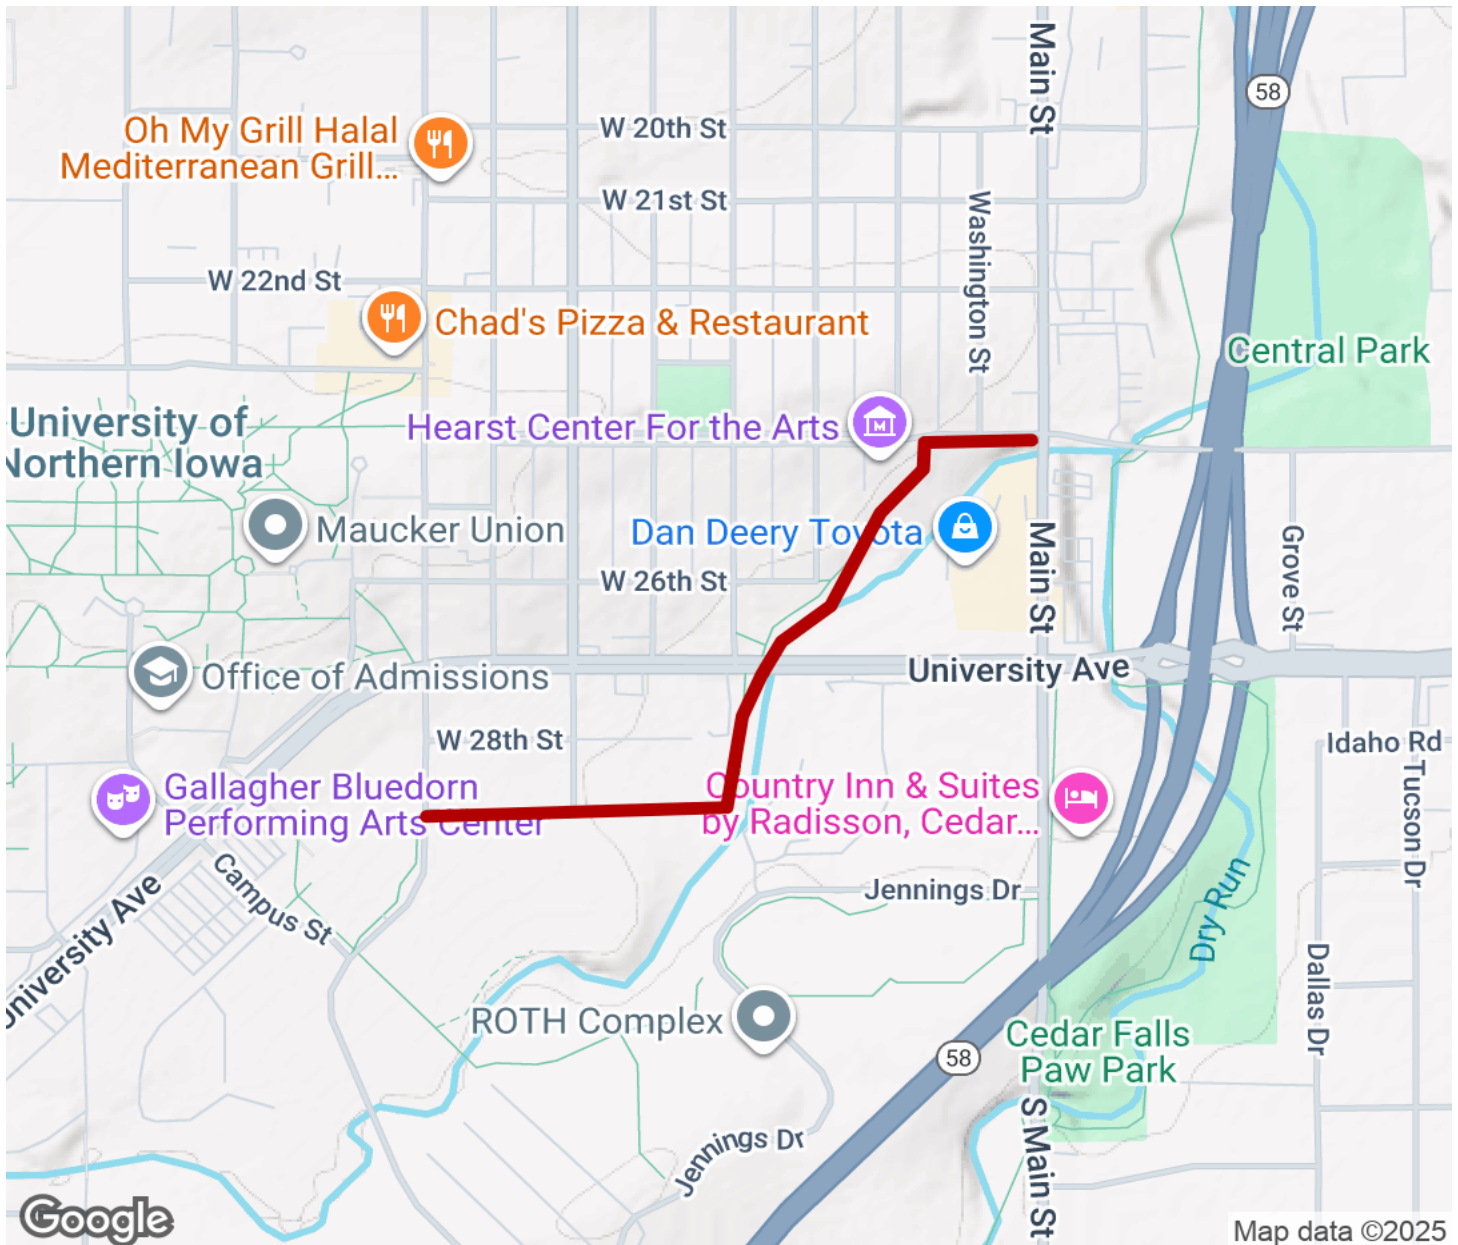 Main St
58
Oh My Grill Halal
Mediterranean Grill...
W 20th St
W 21st St
Washington St
W 22nd St
Chad's Pizza & Restaurant
Central Park
University of
Northern Iowa
Hearst Center For the Arts
Maucker Union
Dan Deery Toyota
Main St
Grove St
W 26th St
Office of Admissions
University Ave
W 28th St
Idaho Rd
Tucson Dr
Gallagher Bluedorn
Performing Arts Center
Country Inn & Suites
by Radisson, Cedar...
University Ave
Campus St
Jennings Dr
Dry Run
Dallas Dr
ROTH Complex
58
Cedar Falls
Paw Park
S Main St
Jennings Dr
Google
Map data ©2025